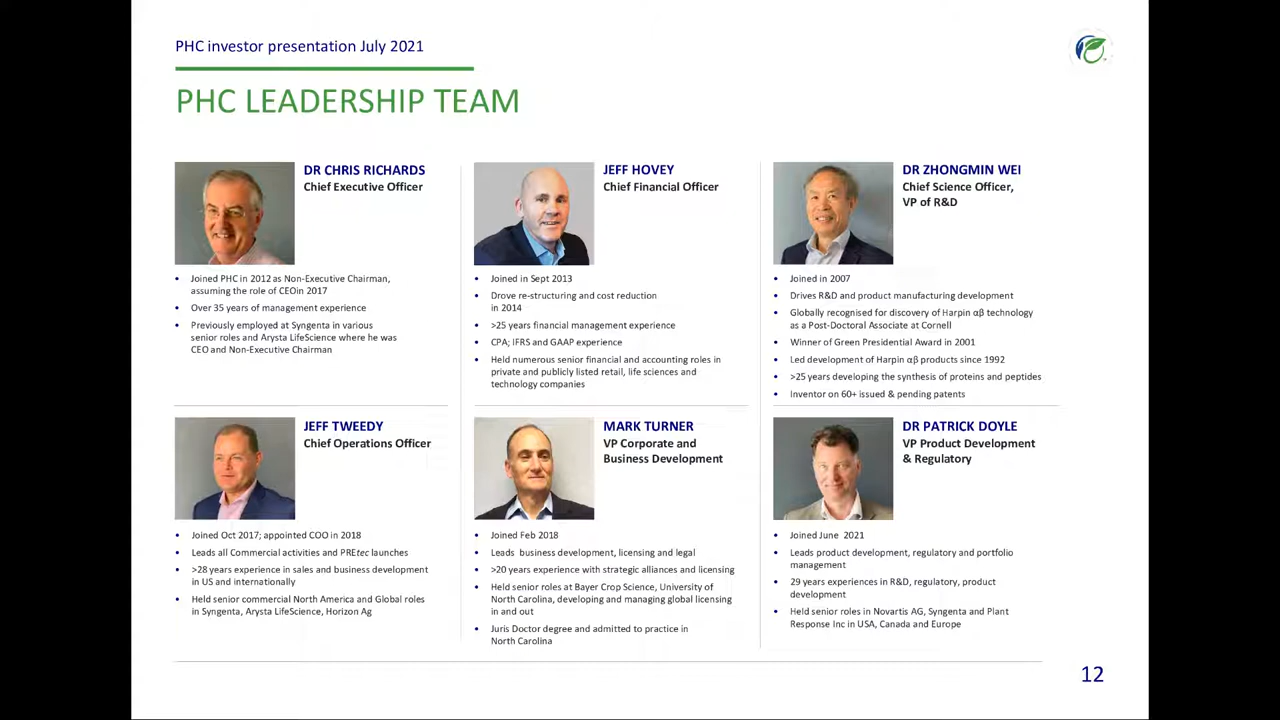 PHC investor presentation July 2021
PHC LEADERSHIP TEAM
DR CHRIS RICHARDS
Chief Executive Officer
• Joined PHC in 2012 as Non-Executive Chairman,
assuming the role of CEOin 2017
• Over 35 years of management experience
• Previously employed at Syngenta in various
senior roles and Arysta LifeScience where he was
CEO and Non-Executive Chairman
JEFF HOVEY
Chief Financial Officer
• Joined in Sept 2013
• Drove re-structuring and cost reduction
in 2014
• >25 years financial management experience
• CPA; IFRS and GAAP experience
• Held numerous senior financial and accounting roles in
private and publicly listed retail, life sciences and
technology companies
DR ZHONGMIN WEI
Chief Science Officer,
VP of R&D
• Joined in 2007
• Drives R&D and product manufacturing development
• Globally recognised for discovery of Harpin αβ technology
as a Post-Doctoral Associate at Cornell
• Winner of Green Presidential Award in 2001
• Led development of Harpin αβ products since 1992
• >25 years developing the synthesis of proteins and peptides
• Inventor on 60+ issued & pending patents
JEFF TWEEDY
Chief Operations Officer
• Joined Oct 2017; appointed COO in 2018
• Leads all Commercial activities and PREtec launches
• >28 years experience in sales and business development
in US and internationally
• Held senior commercial North America and Global roles
in Syngenta, Arysta LifeScience, Horizon Ag
MARK TURNER
VP Corporate and
Business Development
• Joined Feb 2018
• Leads business development, licensing and legal
• >20 years experience with strategic alliances and licensing
• Held senior roles at Bayer Crop Science, University of
North Carolina, developing and managing global licensing
in and out
• Juris Doctor degree and admitted to practice in
North Carolina
DR PATRICK DOYLE
VP Product Development
& Regulatory
• Joined June 2021
• Leads product development, regulatory and portfolio
management
• 29 years experiences in R&D, regulatory, product
development
• Held senior roles in Novartis AG, Syngenta and Plant
Response Inc in USA, Canada and Europe
12